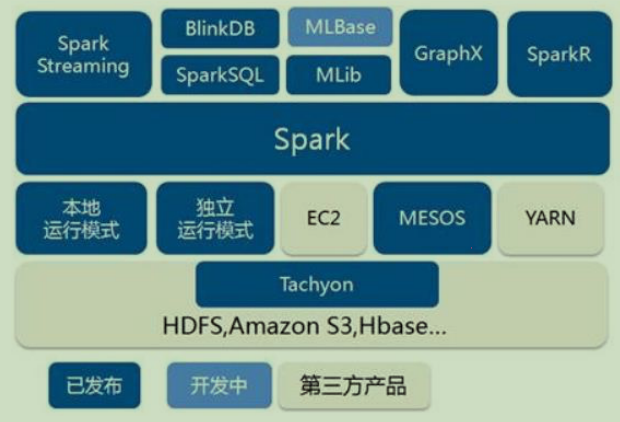 Spark
Streaming
BlinkDB
MLBase
SparkSQL
MLib
GraphX
SparkR
Spark
本地
运行模式
独立
运行模式
EC2
MESOS
YARN
Tachyon
HDFS,Amazon S3,Hbase...
已发布
开发中
第三方产品